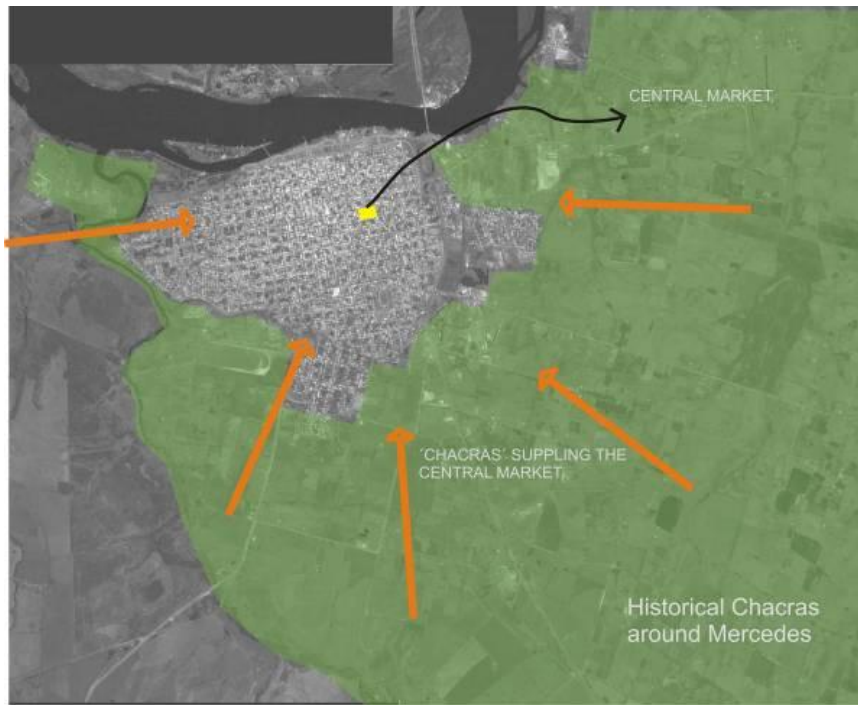 CENTRAL MARKET
´CHACRAS´ SUPPLING THE
CENTRAL MARKET
Historical Chacras
around Mercedes